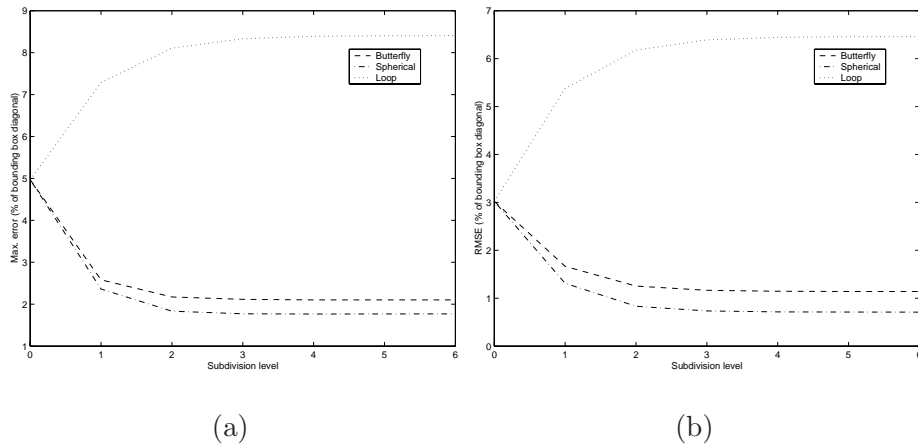 9
8
7
6
5
4
3
2
1
Max. error (% of bounding box diagonal)
0 1 2 3 4 5 6
Subdivision level
Butterfly
Spherical
Loop
(a)
7
6
5
4
3
2
1
0
RMSE (% of bounding box diagonal)
0 1 2 3 4 5 6
Subdivision level
Butterfly
Spherical
Loop
(b)